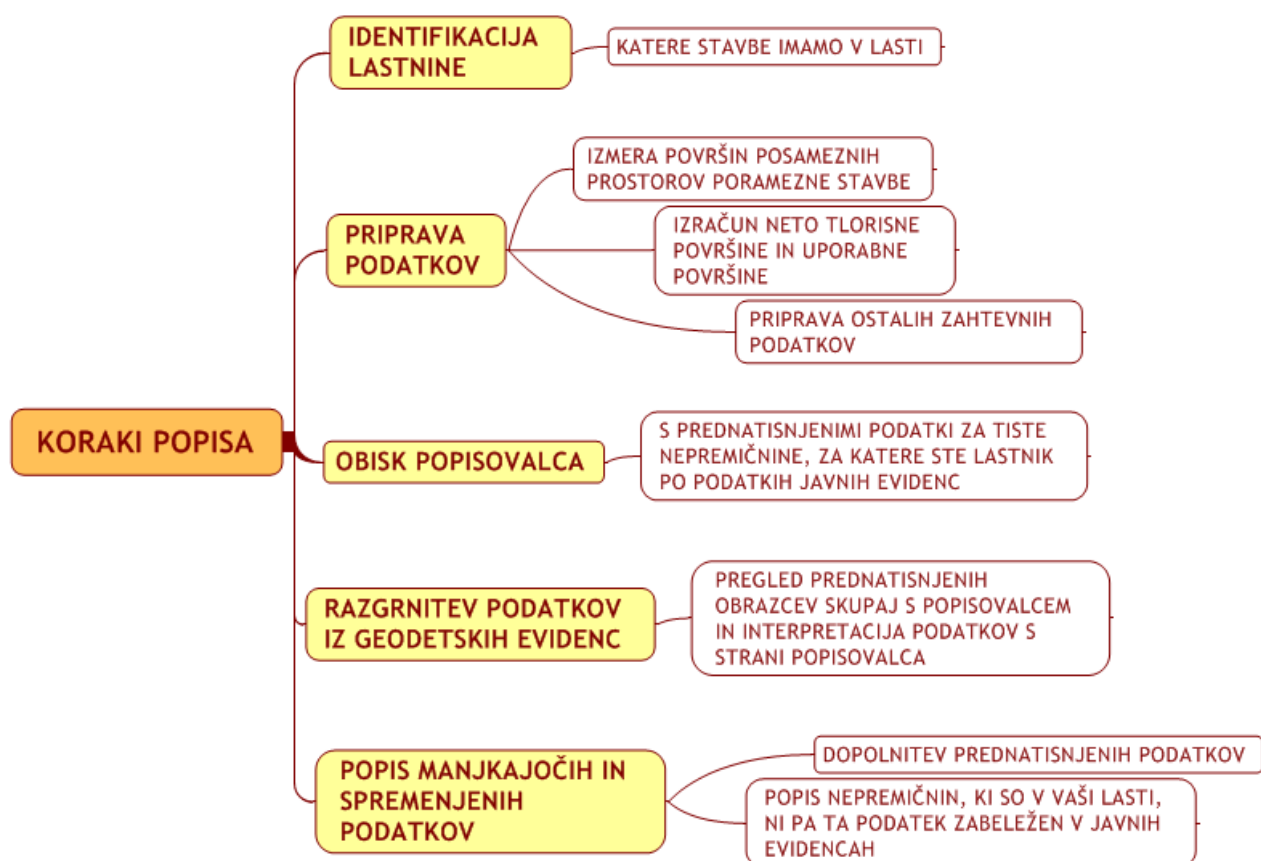 KORAKI POPISA
IDENTIFIKACIJA
LASTNINE
KATERE STAVBE IMAMO V LASTI
PRIPRAVA
PODATKOV
IZMERA POVRŠIN POSAMEZNIH
PROSTOROV PORAMEZNE STAVBE
IZRAČUN NETO TLORISNE
POVRŠINE IN UPORABNE
POVRŠINE
PRIPRAVA OSTALIH ZAHTEVNIH
PODATKOV
OBISK POPISOVALCA
S PREDNATISNJENIMI PODATKI ZA TISTE
NEPREMIČNINE, ZA KATERE STE LASTNIK
PO PODATKIH JAVNIH EVIDENC
RAZGRNITEV PODATKOV
IZ GEODETSKIH EVIDENC
PREGLED PREDNATISNJENIH
OBRAZCEV SKUPAJ S POPISOVALCEM
IN INTERPRETACIJA PODATKOV S
STRANI POPISOVALCA
POPIS MANJKAJOČIH IN
SPREMENJENIH
PODATKOV
DOPOLNITEV PREDNATISNJENIH PODATKOV
POPIS NEPREMIČNIN, KI SO V VAŠI LASTI,
NI PA TA PODATEK ZABELEŽEN V JAVNIH
EVIDENCAH